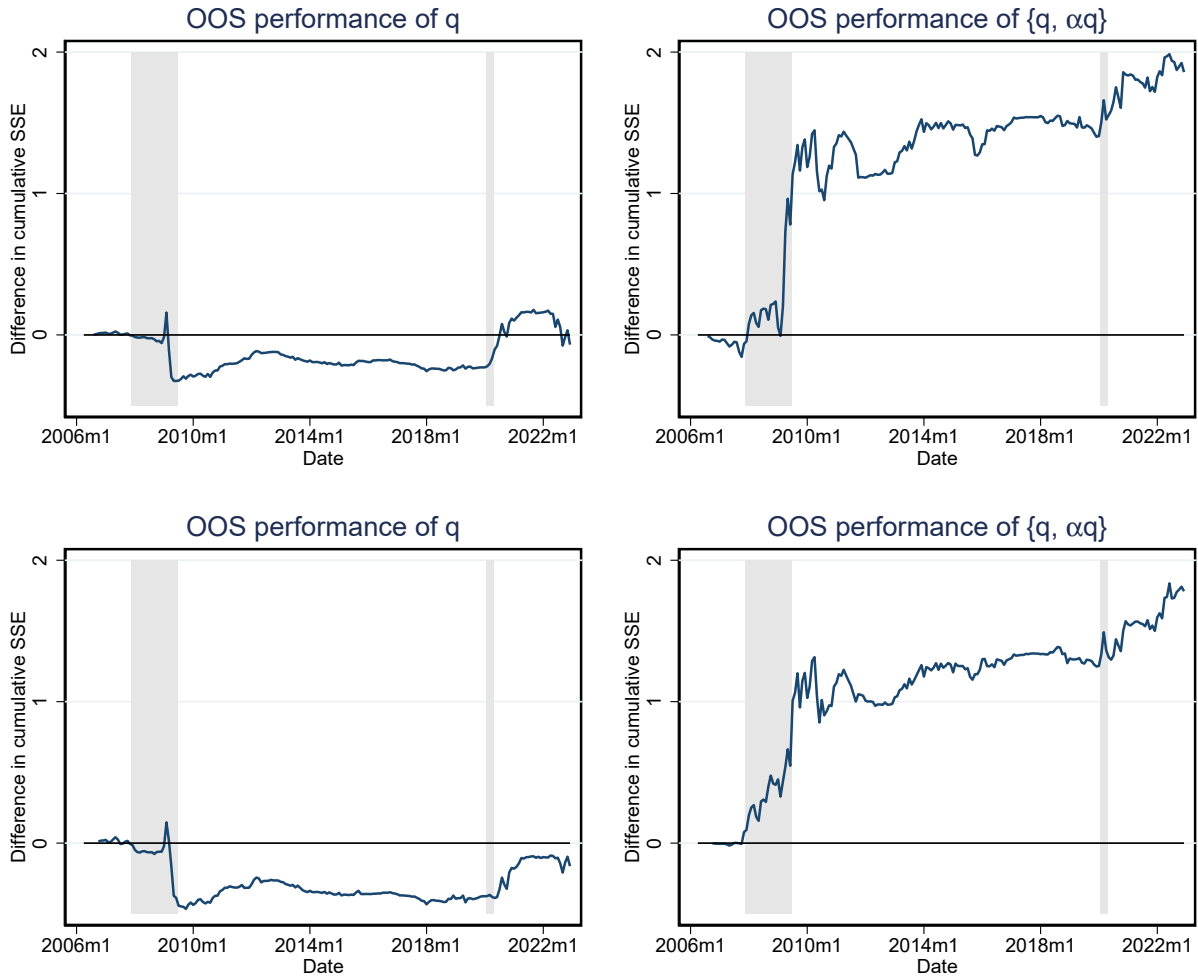 OOS performance of q
Difference in cumulative SSE
2
1
0
2006m1 2010m1 2014m1 2018m1 2022m1
Date
OOS performance of {q, αq}
Difference in cumulative SSE
2
1
0
2006m1 2010m1 2014m1 2018m1 2022m1
Date
OOS performance of q
Difference in cumulative SSE
2
1
0
2006m1 2010m1 2014m1 2018m1 2022m1
Date
OOS performance of {q, αq}
Difference in cumulative SSE
2
1
0
2006m1 2010m1 2014m1 2018m1 2022m1
Date